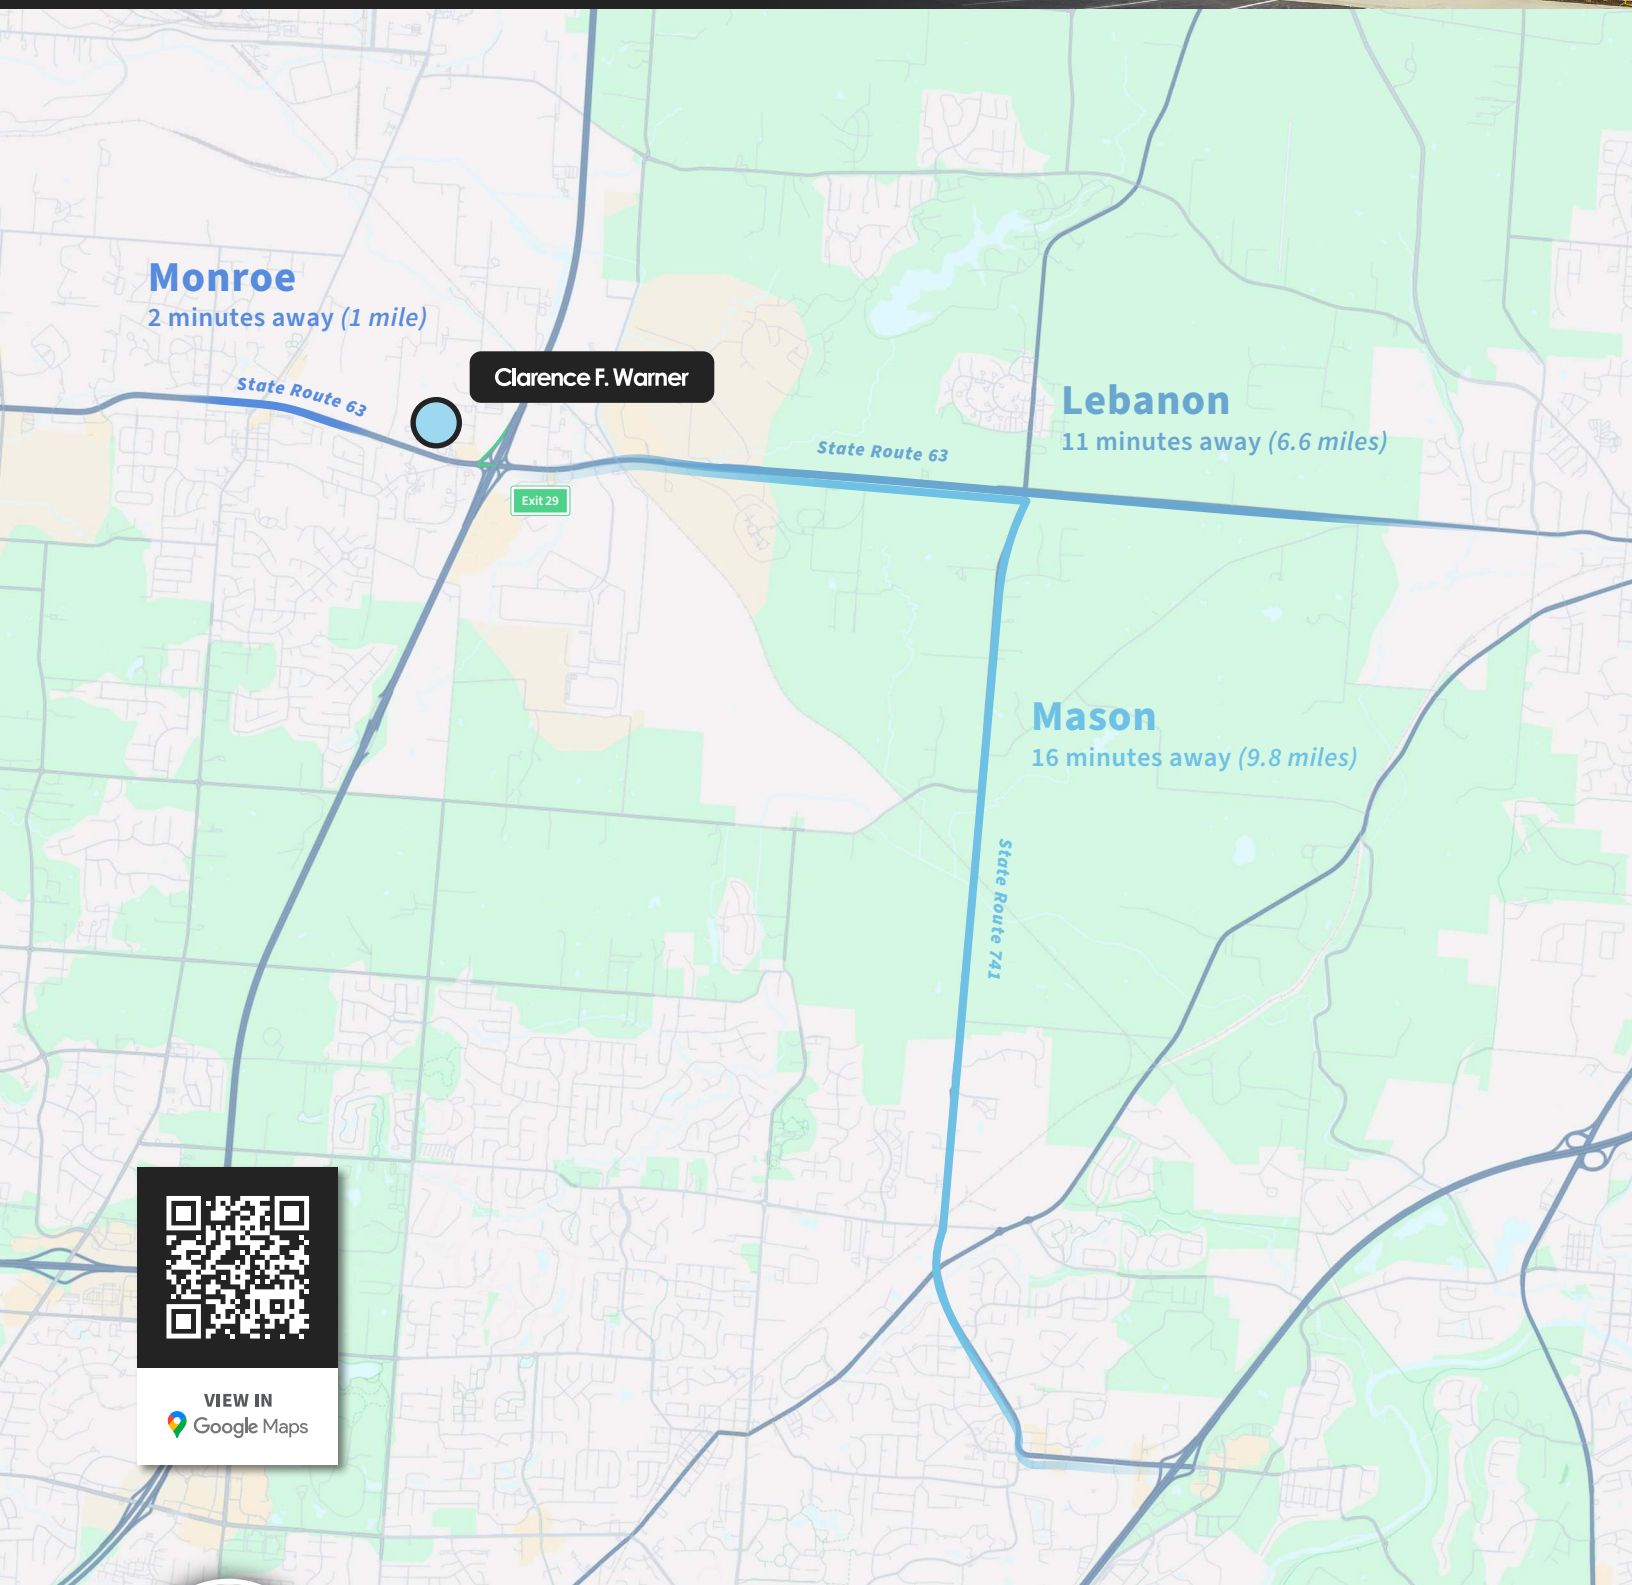 Monroe
2 minutes away (1 mile)
State Route 63
Clarence F. Warner
Exit 29
State Route 63
Lebanon
11 minutes away (6.6 miles)
Mason
16 minutes away (9.8 miles)
State Route 741
VIEW IN
Google Maps